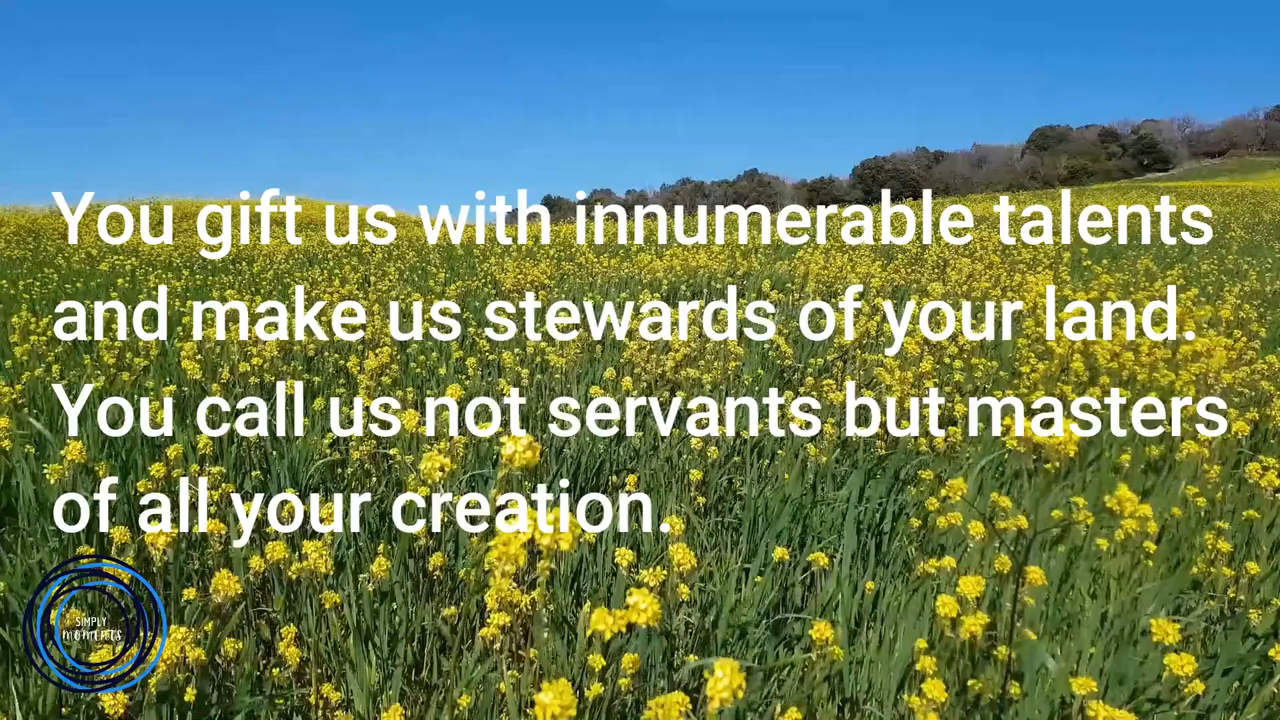 You gift us with innumerable talents
and make us stewards of your land.
You call us not servants but masters
of all your creation.
SIMPLY
moments